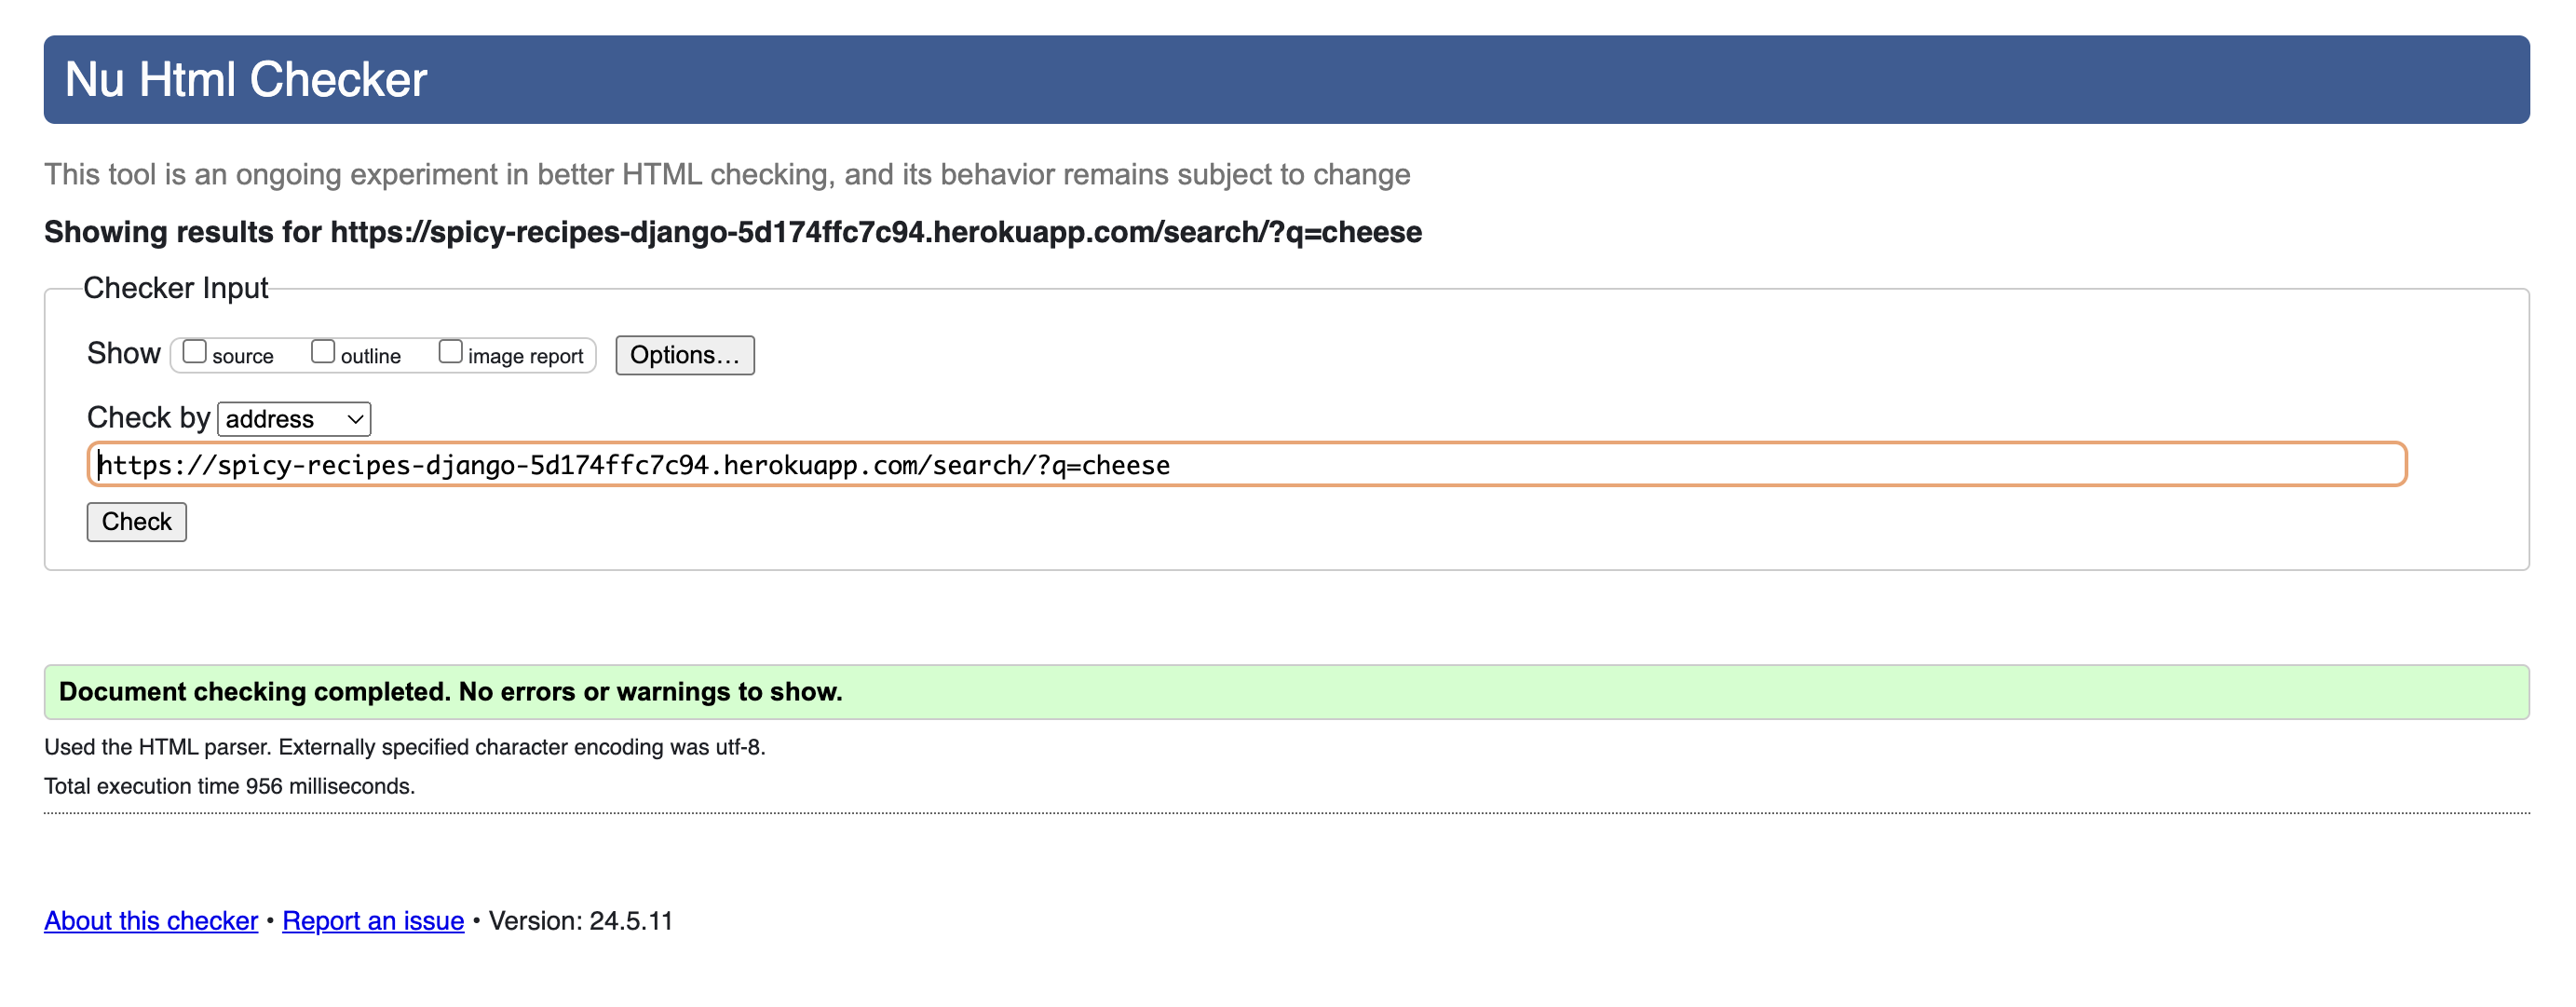 Nu Html Checker
This tool is an ongoing experiment in better HTML checking, and its behavior remains subject to change
Showing results for https://spicy-recipes-django-5d174ffc7c94.herokuapp.com/search/?q=cheese
Checker Input
Show source outline image report Options...
Check by address
https://spicy-recipes-django-5d174ffc7c94.herokuapp.com/search/?q=cheese
Check
Document checking completed. No errors or warnings to show.
Used the HTML parser. Externally specified character encoding was utf-8.
Total execution time 956 milliseconds.
About this checker • Report an issue • Version: 24.5.11